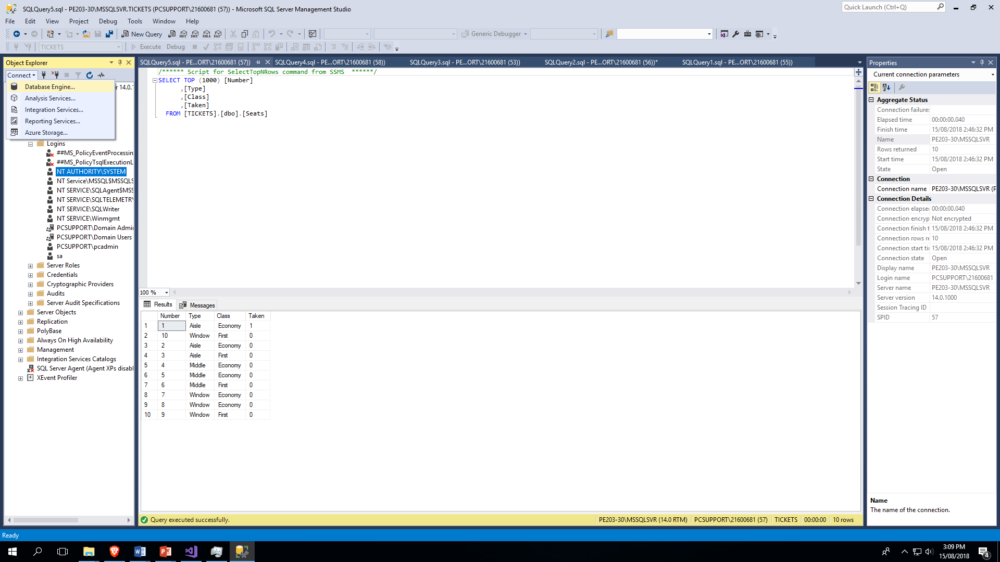 SQLQuery5.sql - PE203-30\MSSQLSVR.TICKETS (PCSUPPORT\21600681 (57)) - Microsoft SQL Server Management Studio
Quick Launch (Ctrl+Q)
File Edit View Project Debug Tools Window Help
New Query
MDX DMX XMLA DAX
Generic Debugger
TICKETS
Execute Debug
Object Explorer
Connect
Database Engine...
Analysis Services...
Integration Services...
Reporting Services...
Azure Storage...
r 14.0.1
Logins
##MS_PolicyEventProcessin
##MS_PolicyTsqlExecutionL
NT AUTHORITY\SYSTEM
NT Service\MSSQL$MSSQLS
NT SERVICE\SQLAgent$MSS
NT SERVICE\SQLTELEMETRY
NT SERVICE\SQLWriter
NT SERVICE\Winmgmt
PCSUPPORT\Domain Admi
PCSUPPORT\Domain Users
PCSUPPORT\pcadmin
sa
Server Roles
Credentials
Cryptographic Providers
Audits
Server Audit Specifications
Server Objects
Replication
PolyBase
Always On High Availability
Management
Integration Services Catalogs
SQL Server Agent (Agent XPs disabl
XEvent Profiler
SQLQuery5.sql - PE...ORT\21600681 (57)) SQLQuery4.sql - PE...ORT\21600681 (58)) SQLQuery3.sql - PE...ORT\21600681 (53)) SQLQuery2.sql - PE...ORT\21600681 (56))* SQLQuery1.sql - PE...ORT\21600681 (55))
/****** Script for SelectTopNRows command from SSMS ******/
SELECT TOP (1000) [Number]
,[Type]
,[Class]
,[Taken]
FROM [TICKETS].[dbo].[Seats]
100 %
Results Messages
Number Type Class Taken
1 1 Aisle Economy 1
2 10 Window First 0
3 2 Aisle Economy 0
4 3 Aisle First 0
5 4 Middle Economy 0
6 5 Middle Economy 0
7 6 Middle First 0
8 7 Window Economy 0
9 8 Window Economy 0
10 9 Window First 0
Query executed successfully.
PE203-30\MSSQLSVR (14.0 RTM) PCSUPPORT\21600681 (57) TICKETS 00:00:00 10 rows
Properties
Current connection parameters
Aggregate Status
Connection failures
Elapsed time 00:00:00.040
Finish time 15/08/2018 2:46:32 PM
Name PE203-30\MSSQLSVR
Rows returned 10
Start time 15/08/2018 2:46:32 PM
State Open
Connection
Connection name PE203-30\MSSQLSVR (P
Connection Details
Connection elapse 00:00:00.040
Connection encryp Not encrypted
Connection finish t 15/08/2018 2:46:32 PM
Connection rows re 10
Connection start ti 15/08/2018 2:46:32 PM
Connection state Open
Display name PE203-30\MSSQLSVR
Login name PCSUPPORT\21600681
Server name PE203-30\MSSQLSVR
Server version 14.0.1000
Session Tracing ID
SPID 57
Name
The name of the connection.
Ready
3:09 PM
15/08/2018
4